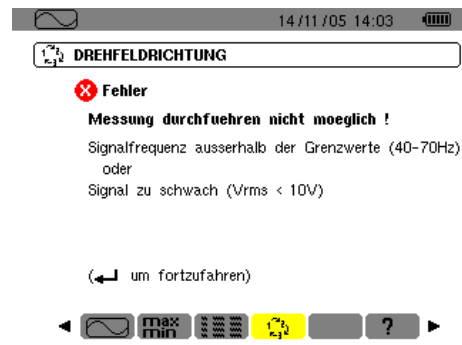 14/11/05 14:03
DREHFELDRICHTUNG
Fehler
Messung durchfuehren nicht moeglich !
Signalfrequenz ausserhalb der Grenzwerte (40-70Hz)
oder
Signal zu schwach (Vrms < 10V)
(↵ um fortzufahren)
max
min
?